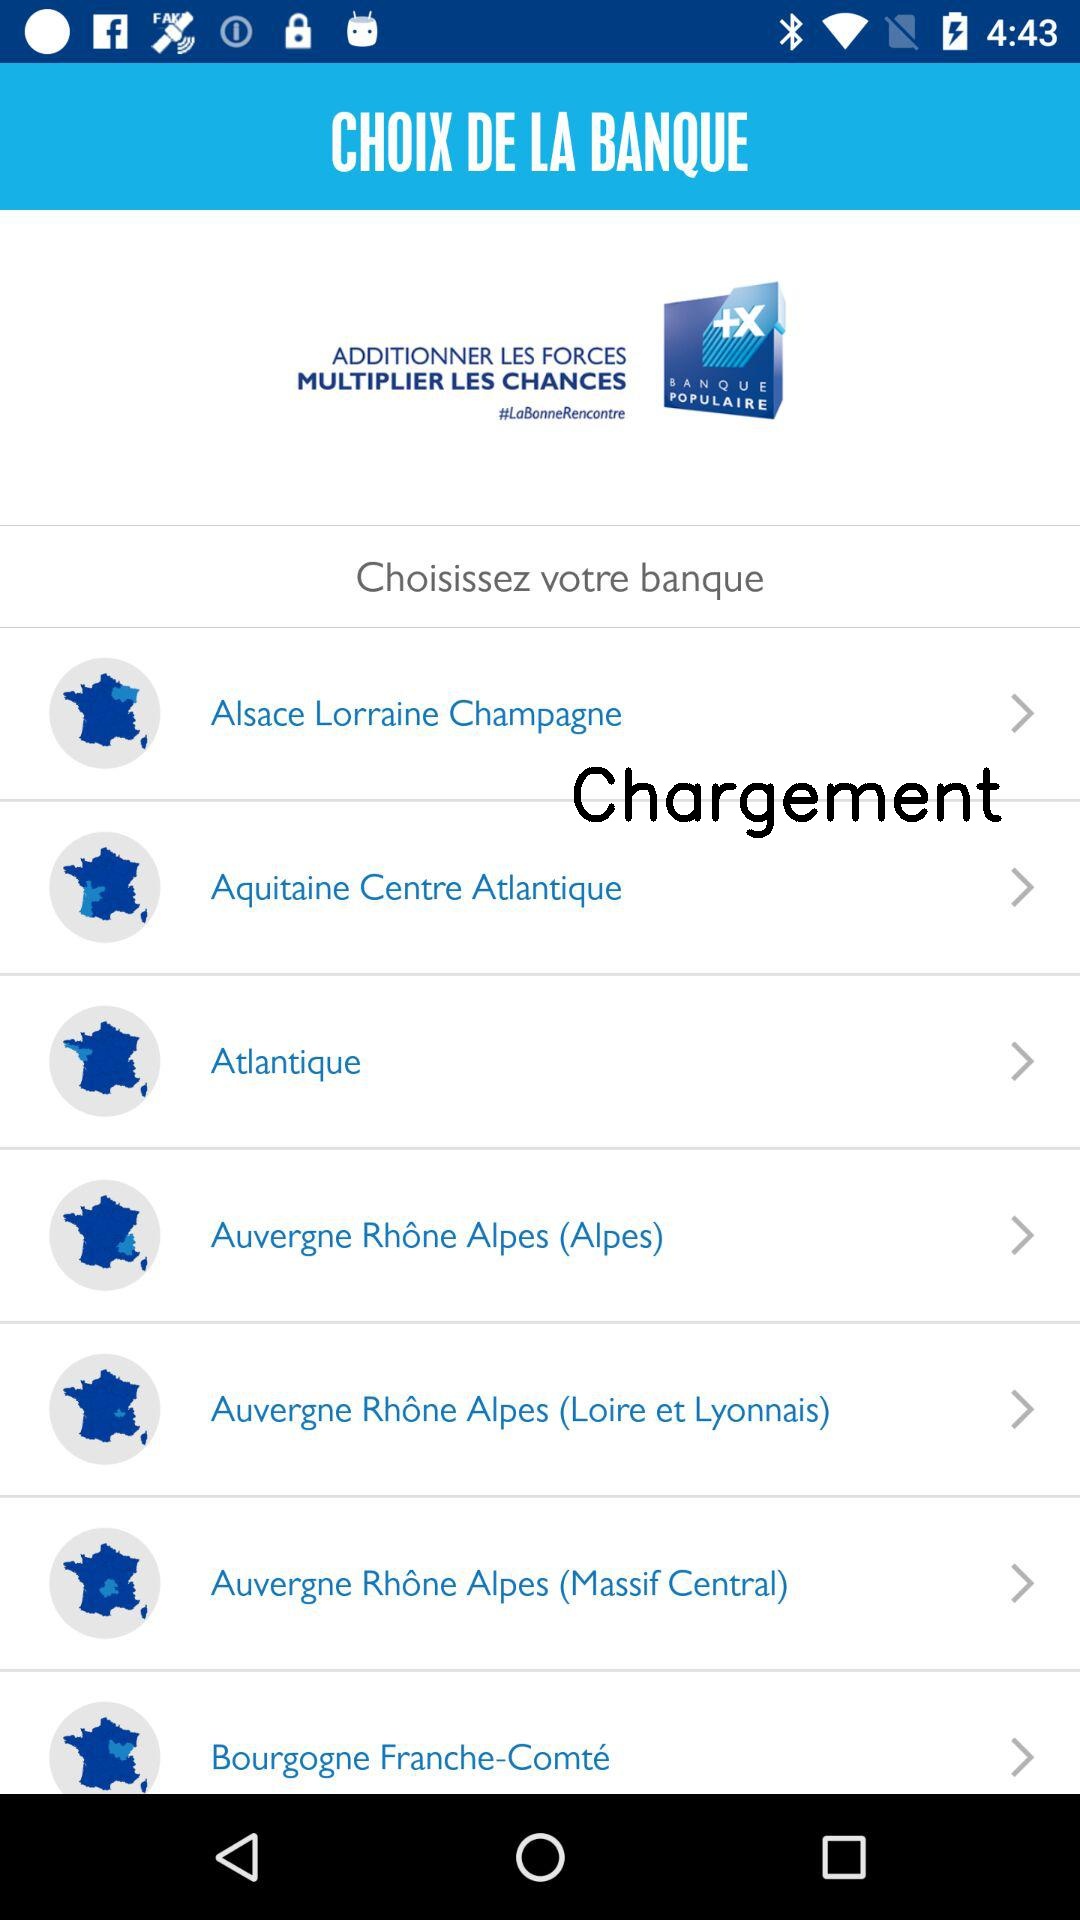 FAKE
4:43
CHOIX DE LA BANQUE
ADDITIONNER LES FORCES
MULTIPLIER LES CHANCES
#LaBonneRencontre
+X
BANQUE
POPULAIRE
Choisissez votre banque
Alsace Lorraine Champagne
Chargement
Aquitaine Centre Atlantique
Atlantique
Auvergne Rhône Alpes (Alpes)
Auvergne Rhône Alpes (Loire et Lyonnais)
Auvergne Rhône Alpes (Massif Central)
Bourgogne Franche-Comté